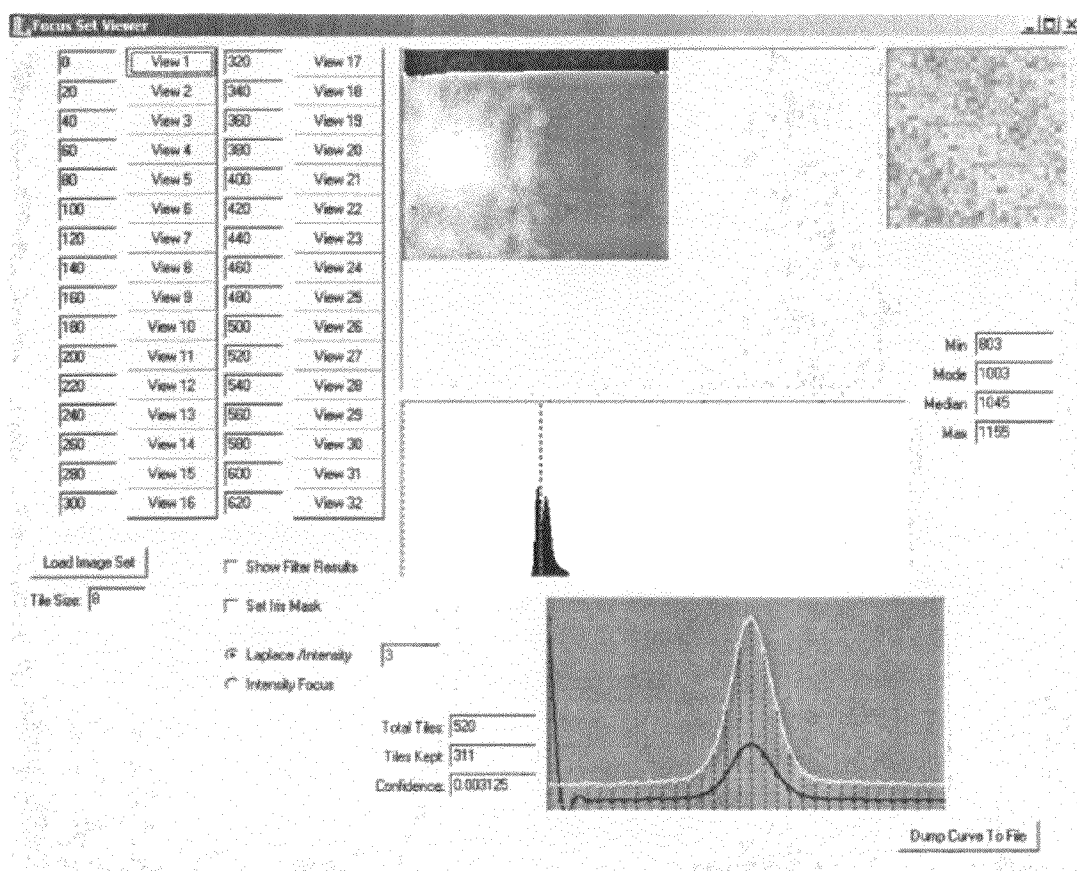 Focus Set Viewer
0 View 1 320 View 17
20 View 2 340 View 18
40 View 3 360 View 19
60 View 4 380 View 20
80 View 5 400 View 21
100 View 6 420 View 22
120 View 7 440 View 23
140 View 8 460 View 24
160 View 9 480 View 25
180 View 10 500 View 26
200 View 11 520 View 27
220 View 12 540 View 28
240 View 13 560 View 29
260 View 14 580 View 30
280 View 15 600 View 31
300 View 16 620 View 32
Min 803
Mode 1003
Median 1045
Max 1155
Load Image Set
Tile Size: 8
Show Filter Results
Set Iris Mask
Laplace /Intensity 3
Intensity Focus
Total Tiles: 520
Tiles Kept: 311
Confidence: 0.003125
Dump Curve To File